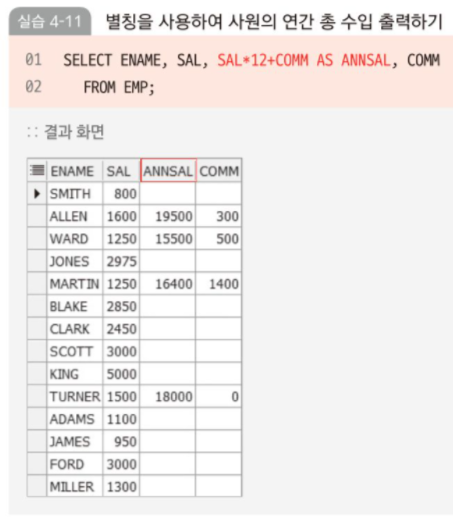 실습 4-11 별칭을 사용하여 사원의 연간 총 수입 출력하기
01 SELECT ENAME, SAL, SAL*12+COMM AS ANNSAL, COMM
02 FROM EMP;
:: 결과 화면
ENAME SAL ANNSAL COMM
SMITH 800
ALLEN 1600 19500 300
WARD 1250 15500 500
JONES 2975
MARTIN 1250 16400 1400
BLAKE 2850
CLARK 2450
SCOTT 3000
KING 5000
TURNER 1500 18000 0
ADAMS 1100
JAMES 950
FORD 3000
MILLER 1300